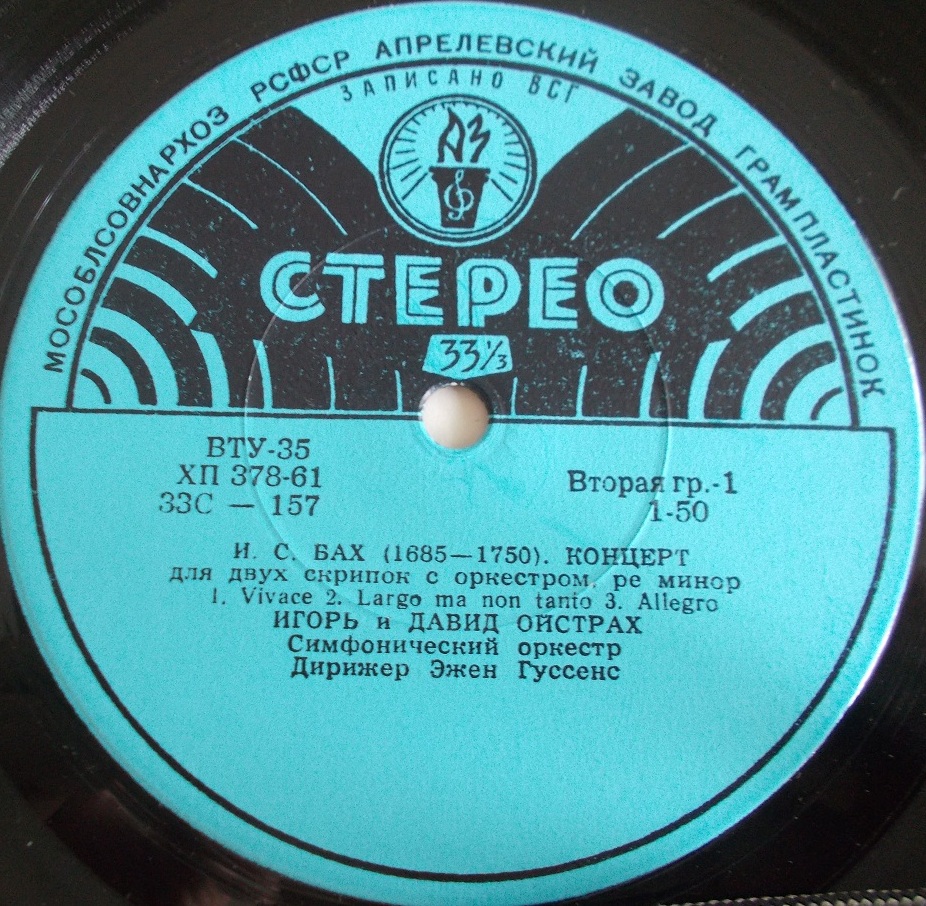 МОСОБЛСОВНАРХОЗ РСФСР АПРЕЛЕВСКИЙ ЗАВОД ГРАМПЛАСТИНОК
ЗАПИСАНО ВСГ
АЗ
СТЕРЕО
33⅓
ВТУ-35
ХП 378-61
33С — 157
Вторая гр.-1
1-50
И. С. БАХ (1685—1750). КОНЦЕРТ
для двух скрипок с оркестром, ре минор
1. Vivace 2. Largo ma non tanto 3. Allegro
ИГОРЬ и ДАВИД ОЙСТРАХ
Симфонический оркестр
Дирижер Эжен Гуссенс